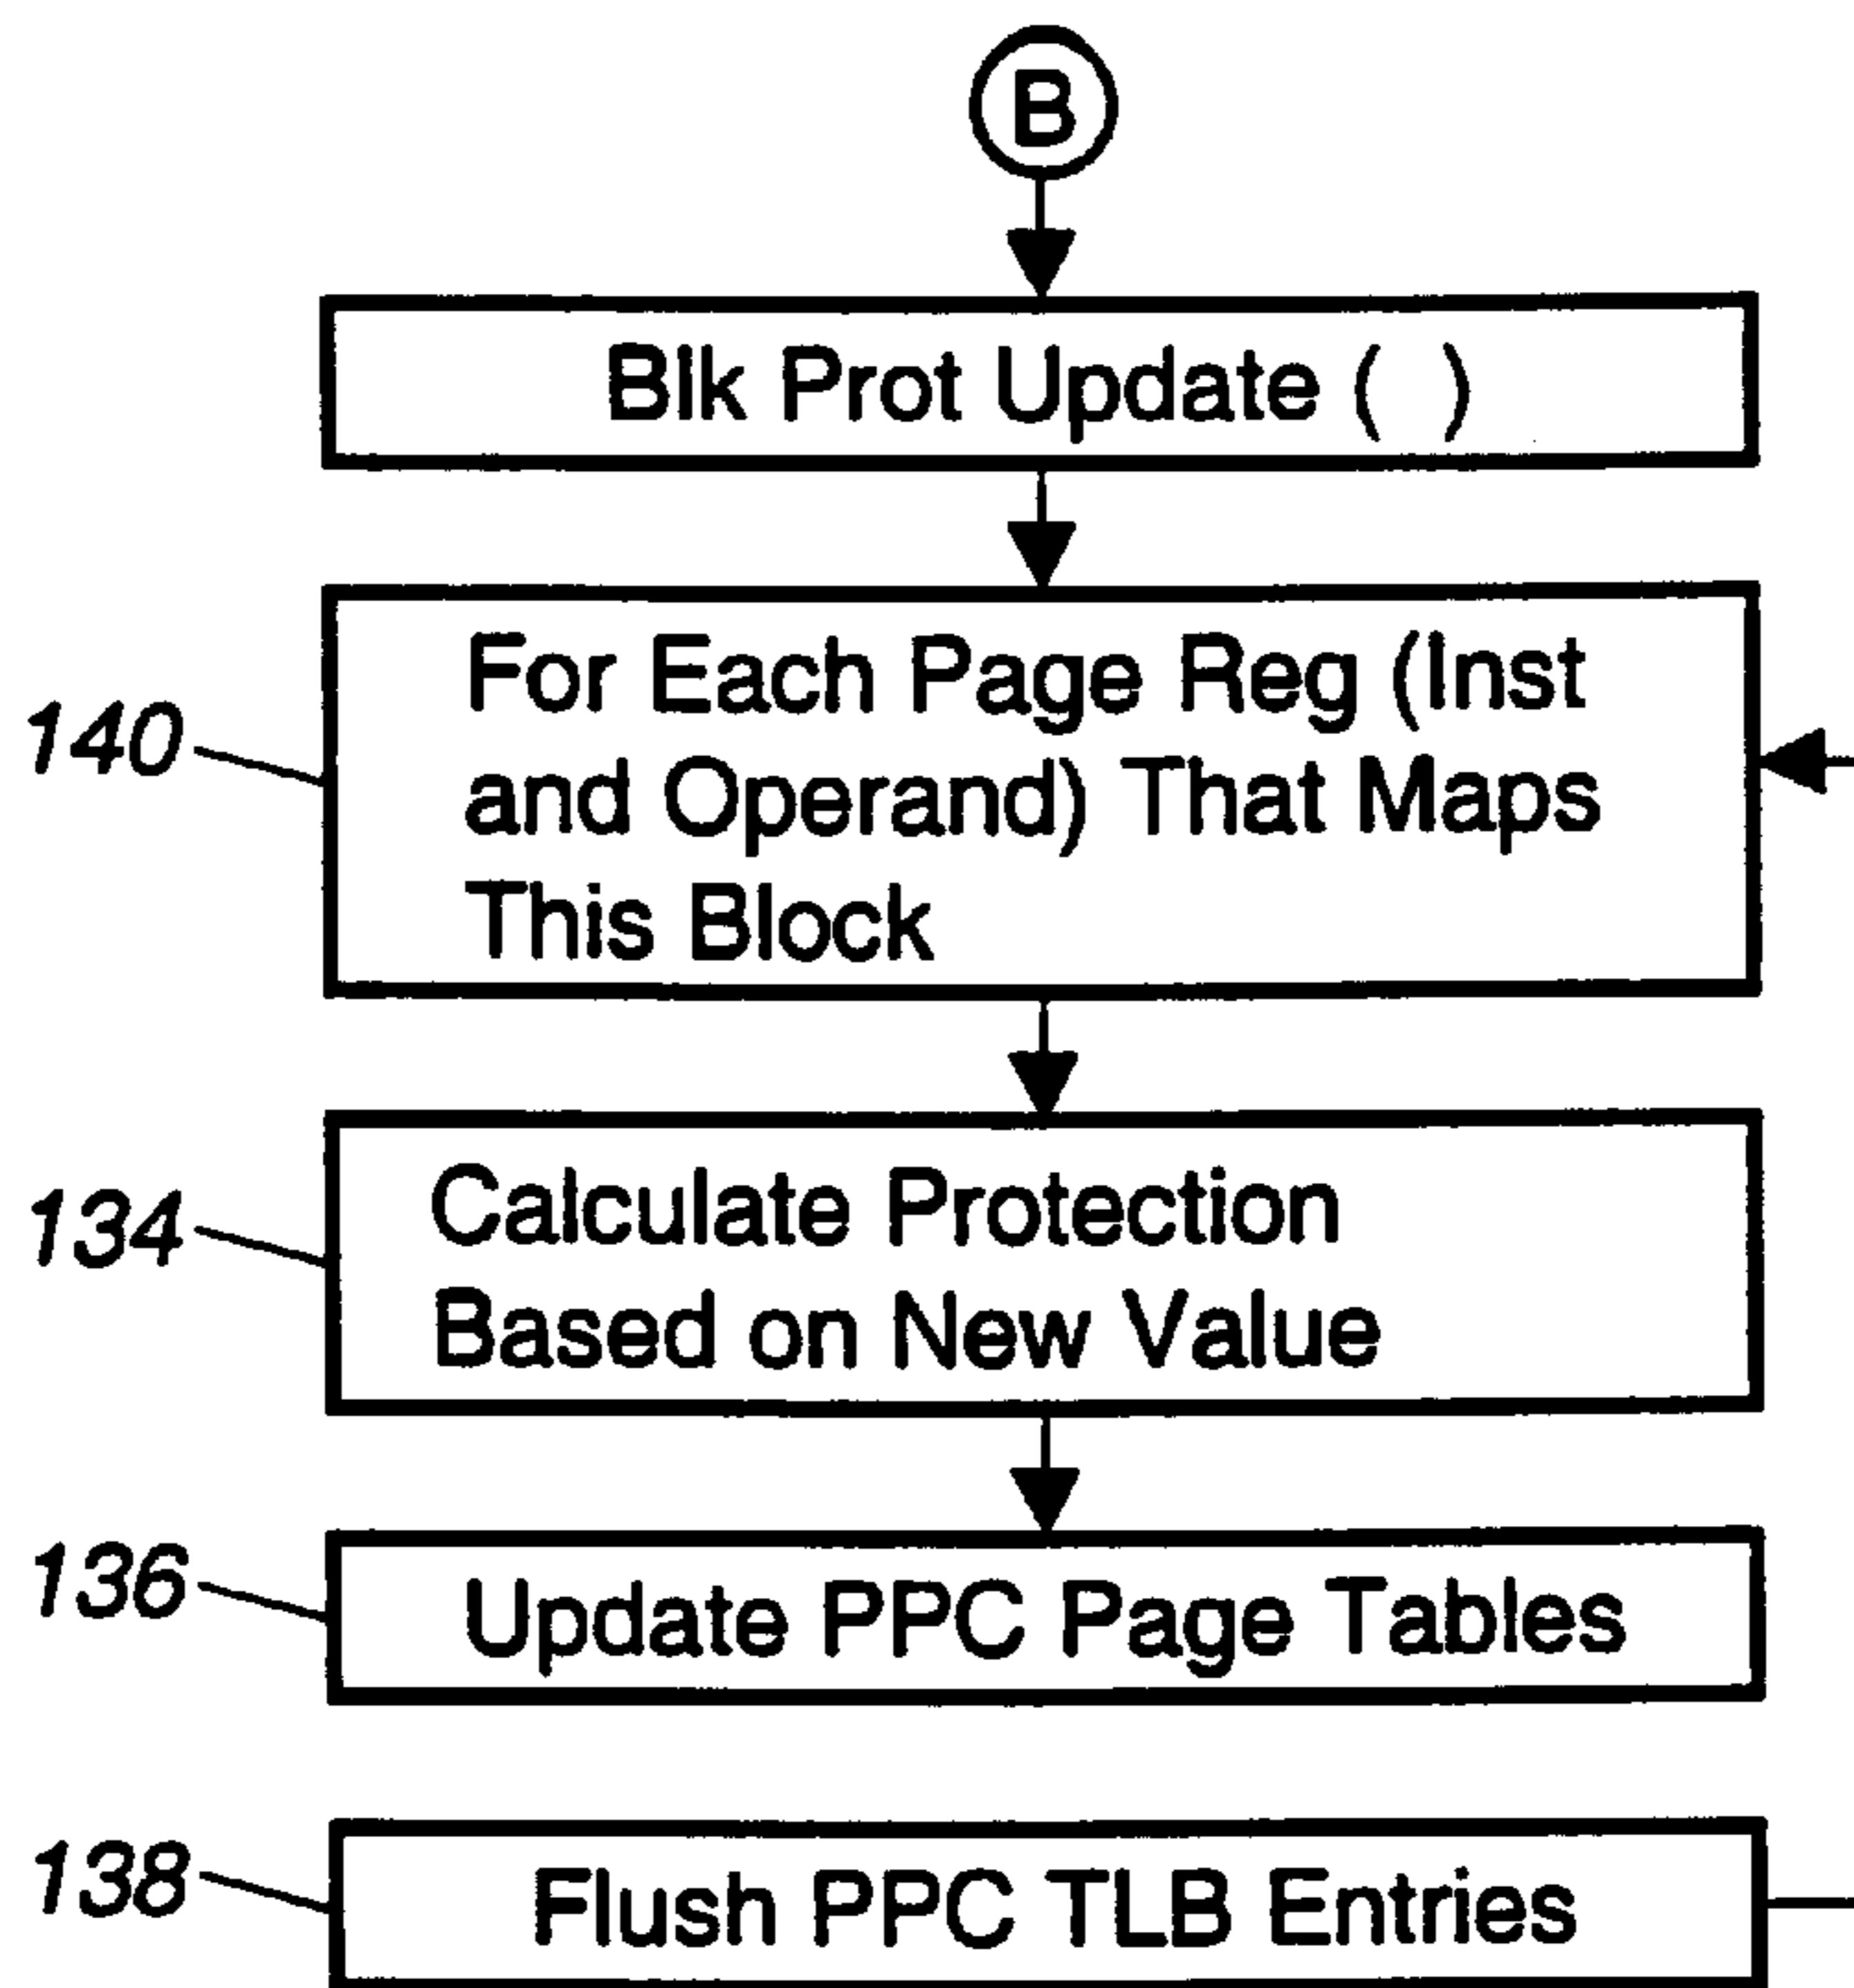 B
Blk Prot Update ( )
For Each Page Reg (Inst
and Operand) That Maps
This Block
140
Calculate Protection
Based on New Value
134
Update PPC Page Tables
136
Flush PPC TLB Entries
138